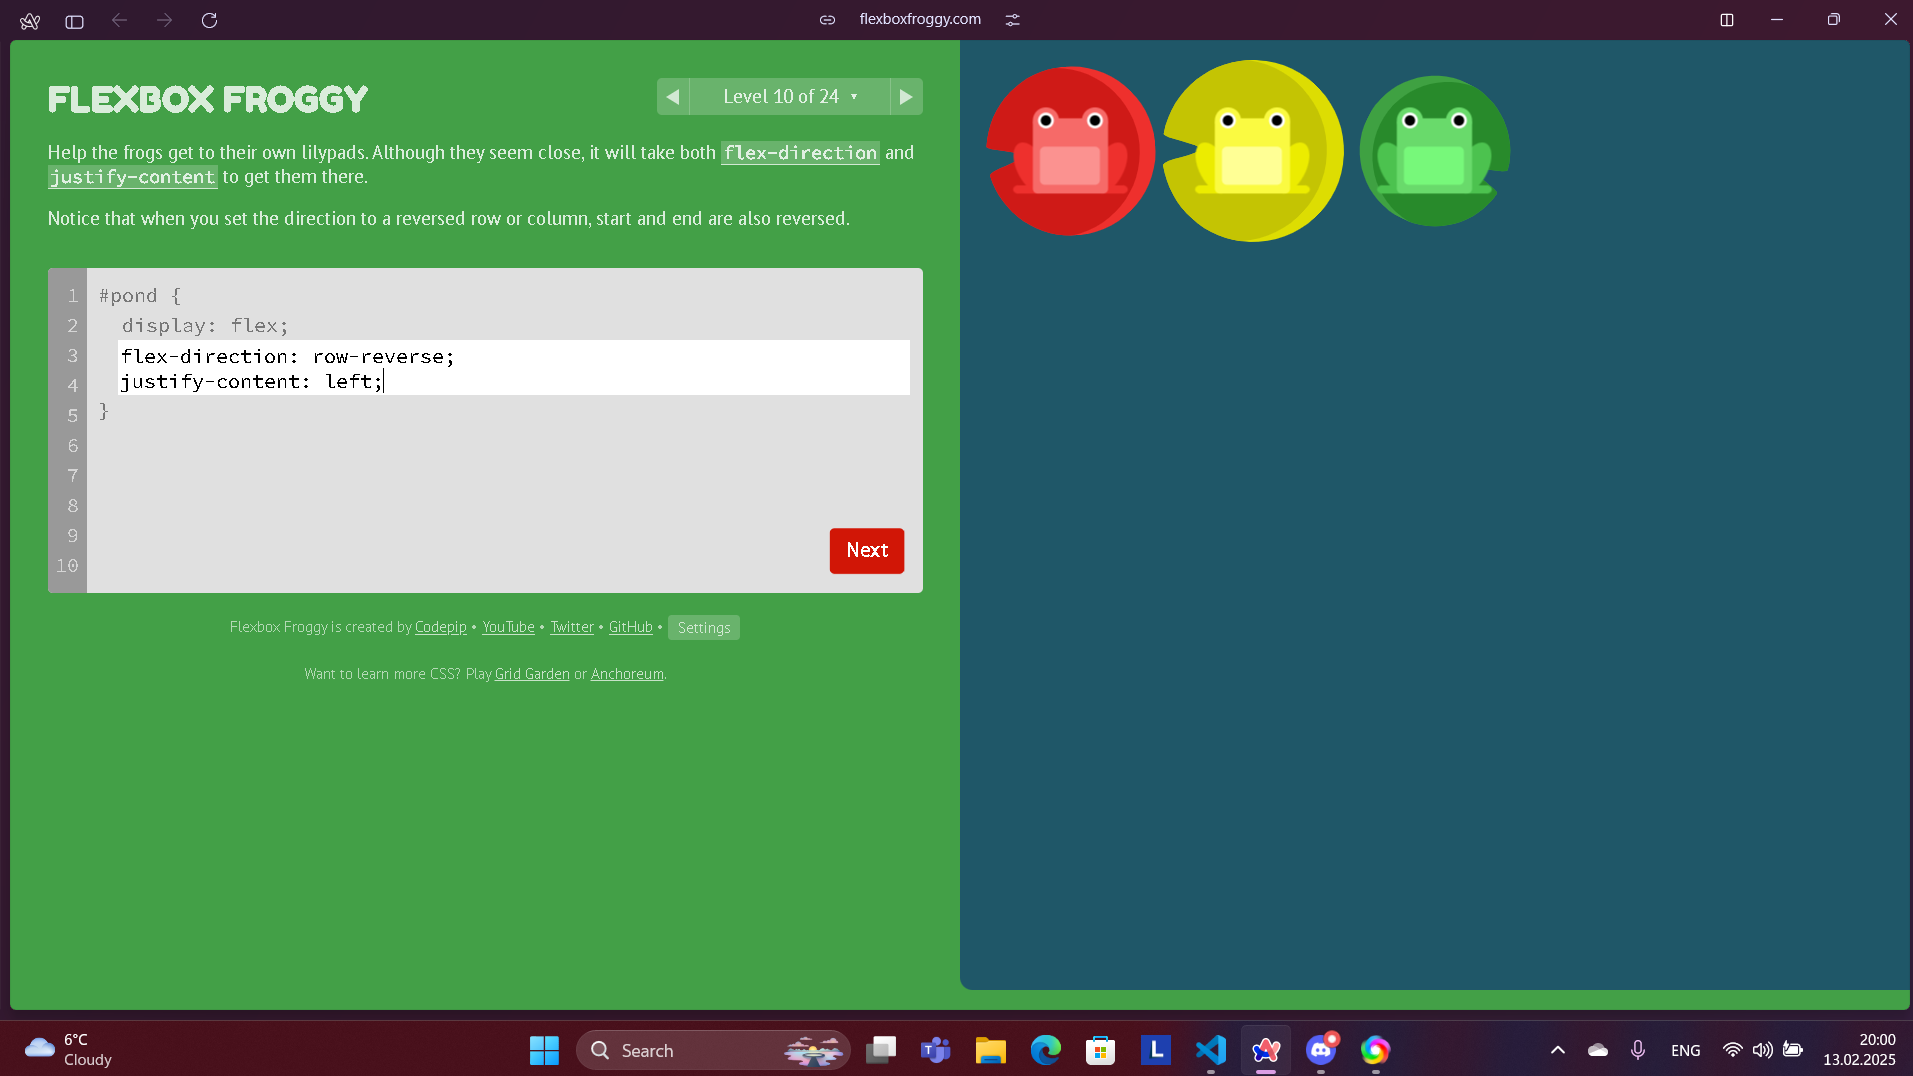 flexboxfroggy.com
FLEXBOX FROGGY
Level 10 of 24
Help the frogs get to their own lilypads. Although they seem close, it will take both flex-direction and
justify-content to get them there.
Notice that when you set the direction to a reversed row or column, start and end are also reversed.
1 #pond {
2 display: flex;
3 flex-direction: row-reverse;
4 justify-content: left;
5 }
6
7
8
9
10
Next
Flexbox Froggy is created by Codepip • YouTube • Twitter • GitHub • Settings
Want to learn more CSS? Play Grid Garden or Anchoreum.
6°C
Cloudy
Search
T
L
ENG
20:00
13.02.2025